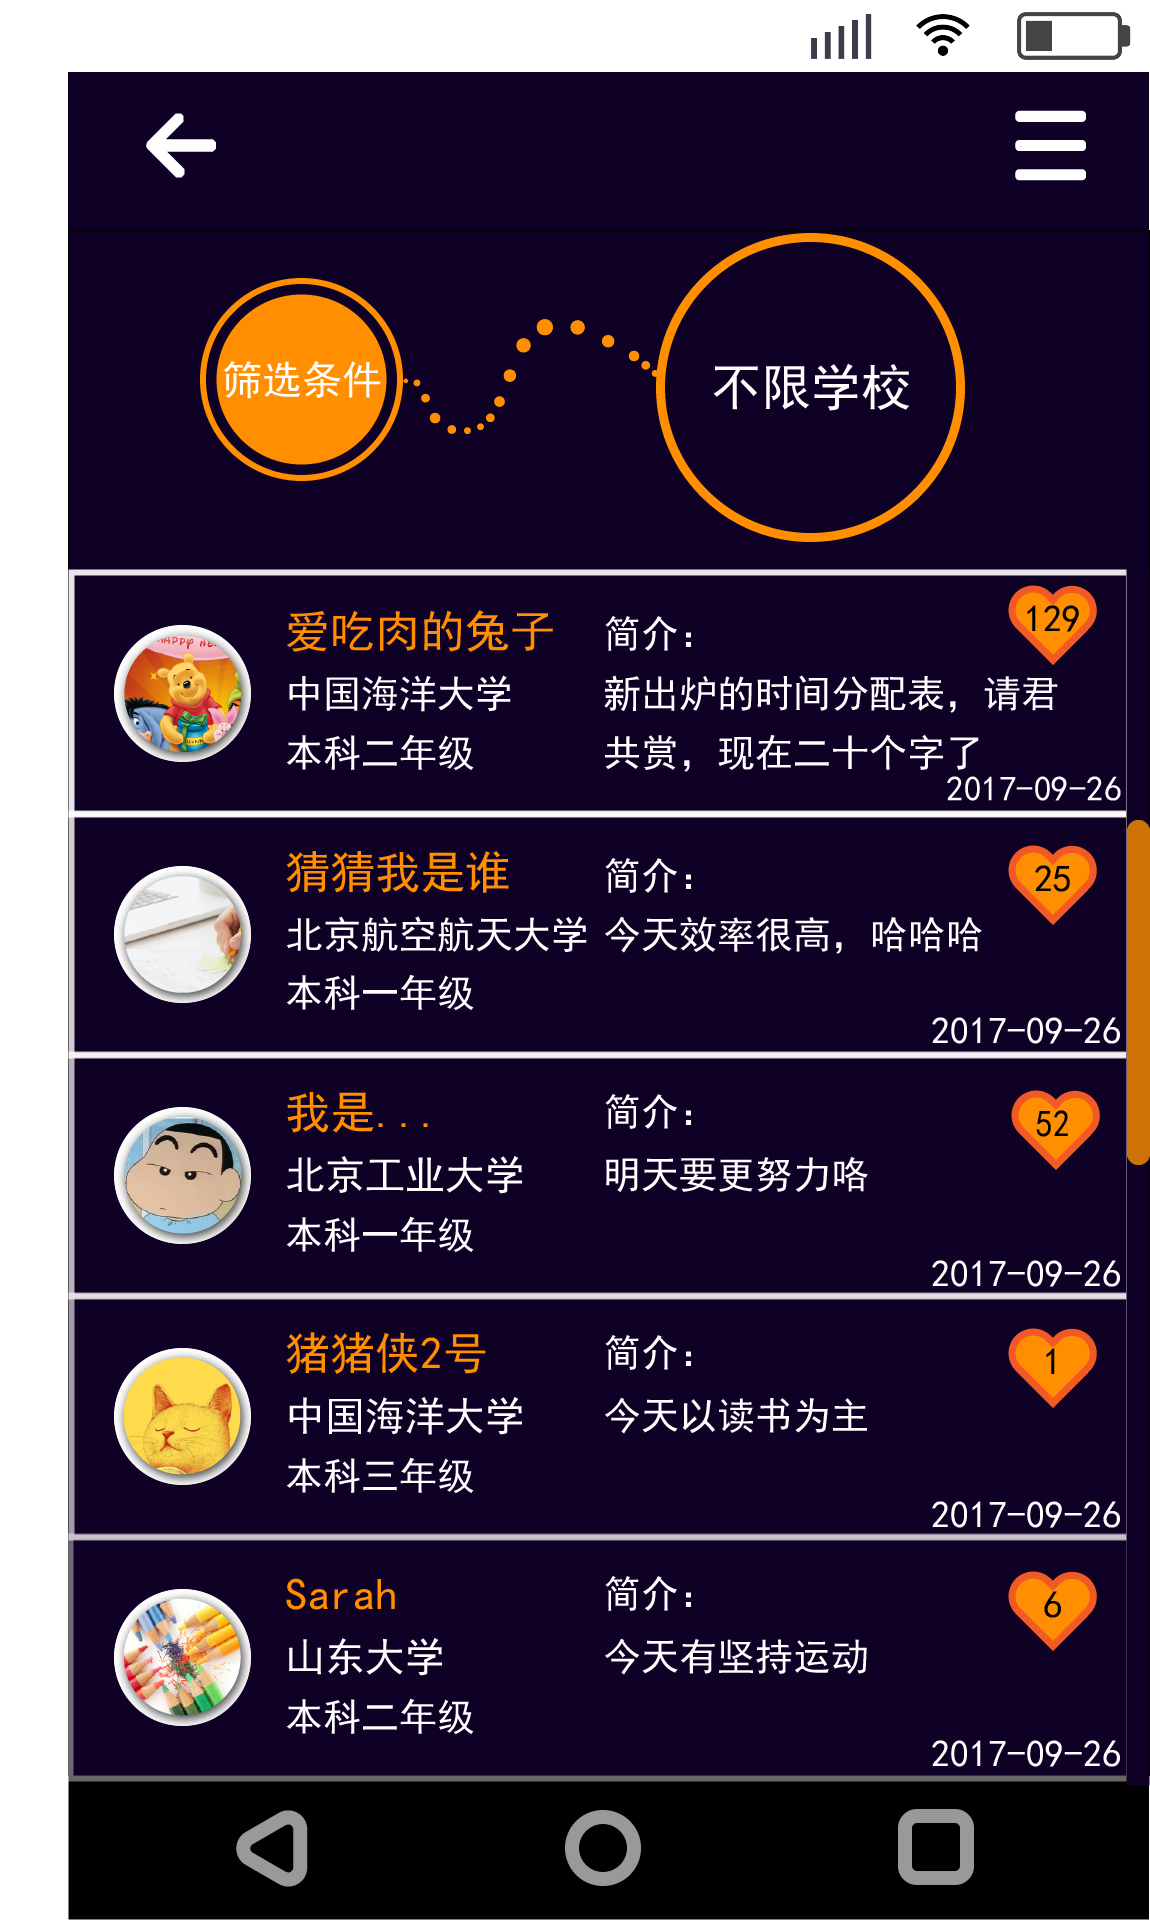 筛选条件
不限学校
爱吃肉的兔子
中国海洋大学
本科二年级
简介：
新出炉的时间分配表，请君
共赏，现在二十个字了
129
2017-09-26
猜猜我是谁
北京航空航天大学
本科一年级
简介：
今天效率很高，哈哈哈
25
2017-09-26
我是...
北京工业大学
本科一年级
简介：
明天要更努力咯
52
2017-09-26
猪猪侠2号
中国海洋大学
本科三年级
简介：
今天以读书为主
1
2017-09-26
Sarah
山东大学
本科二年级
简介：
今天有坚持运动
6
2017-09-26